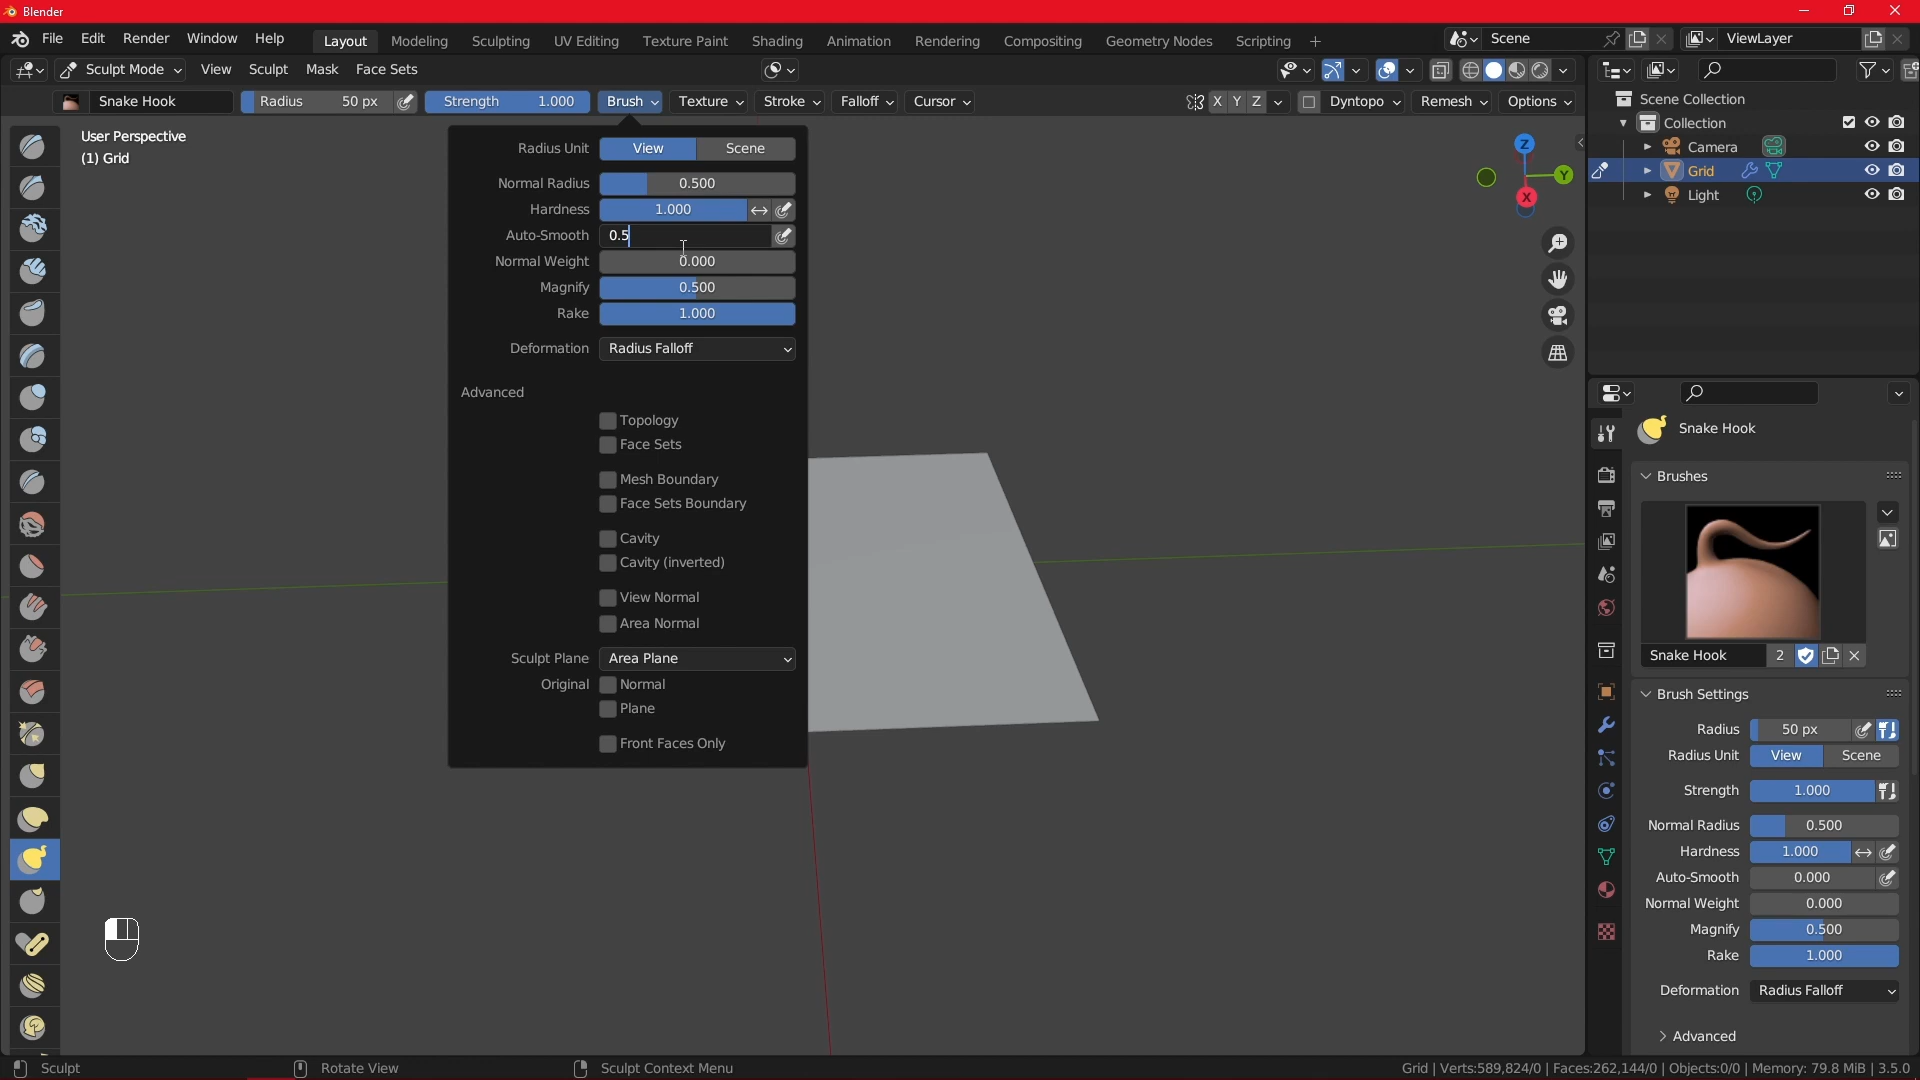 Blender
File Edit Render Window Help Layout Modeling Sculpting UV Editing Texture Paint Shading Animation Rendering Compositing Geometry Nodes Scripting + Scene ViewLayer
Sculpt Mode View Sculpt Mask Face Sets
Snake Hook Radius 50 px Strength 1.000 Brush Texture Stroke Falloff Cursor X Y Z Dyntopo Remesh Options
User Perspective
(1) Grid
Radius Unit View Scene
Normal Radius 0.500
Hardness 1.000
Auto-Smooth 0.5
Normal Weight 0.000
Magnify 0.500
Rake 1.000
Deformation Radius Falloff
Advanced
Topology
Face Sets
Mesh Boundary
Face Sets Boundary
Cavity
Cavity (inverted)
View Normal
Area Normal
Sculpt Plane Area Plane
Original Normal
Plane
Front Faces Only
Z
Y
X
Scene Collection
Collection
Camera
Grid
Light
Snake Hook
Brushes
Snake Hook 2
Brush Settings
Radius 50 px
Radius Unit View Scene
Strength 1.000
Normal Radius 0.500
Hardness 1.000
Auto-Smooth 0.000
Normal Weight 0.000
Magnify 0.500
Rake 1.000
Deformation Radius Falloff
Advanced
Sculpt Rotate View Sculpt Context Menu Grid | Verts:589,824/0 | Faces:262,144/0 | Objects:0/0 | Memory: 79.8 MiB | 3.5.0